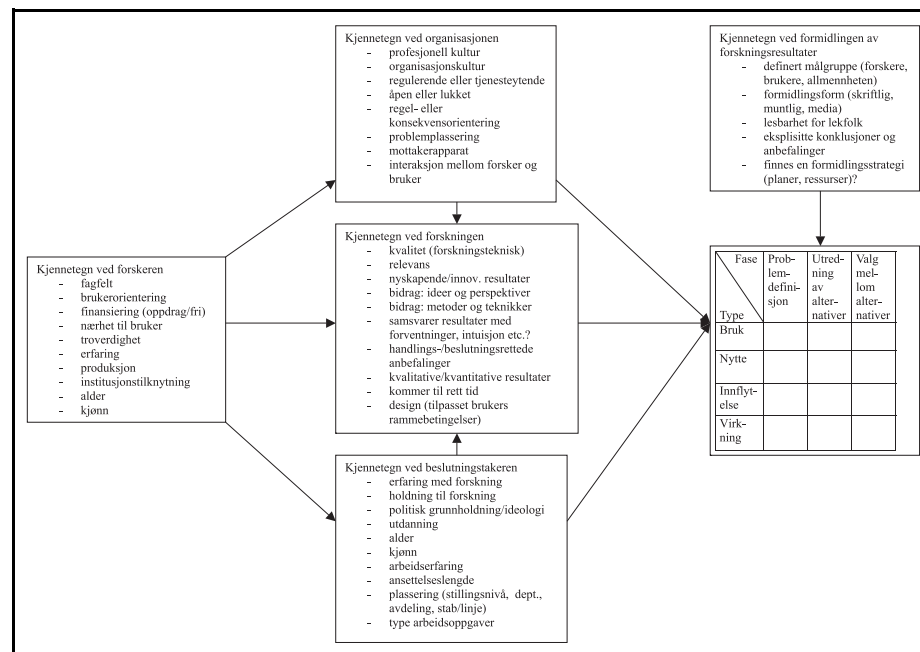 Kjennetegn ved organisasjonen
- profesjonell kultur
- organisasjonskultur
- regulerende eller tjenesteytende
- åpen eller lukket
- regel- eller
konsekvensorientering
- problemplassering
- mottakerapparat
- interaksjon mellom forsker og
bruker
Kjennetegn ved formidlingen av
forskningsresultater
- definert målgruppe (forskere,
brukere, allmennheten)
- formidlingsform (skriftlig,
muntlig, media)
- lesbarhet for lekfolk
- eksplisitte konklusjoner og
anbefalinger
- finnes en formidlingsstrategi
(planer, ressurser)?
Kjennetegn ved forskeren
- fagfelt
- brukerorientering
- finansiering (oppdrag/fri)
- nærhet til bruker
- troverdighet
- erfaring
- produksjon
- institusjonstilknytning
- alder
- kjønn
Kjennetegn ved forskningen
- kvalitet (forskningsteknisk)
- relevans
- nyskapende/innov. resultater
- bidrag: ideer og perspektiver
- bidrag: metoder og teknikker
- samsvarer resultater med
forventninger, intuisjon etc.?
- handlings-/beslutningsrettede
anbefalinger
- kvalitative/kvantitative resultater
- kommer til rett tid
- design (tilpasset brukers
rammebetingelser)
Kjennetegn ved beslutningstakeren
- erfaring med forskning
- holdning til forskning
- politisk grunnholdning/ideologi
- utdanning
- alder
- kjønn
- arbeidserfaring
- ansettelseslengde
- plassering (stillingsnivå, dept.,
avdeling, stab/linje)
- type arbeidsoppgaver
Fase
Type
Prob-
lem-
defini-
sjon
Utred-
ning
av
alter-
nativer
Valg
mel-
lom
alter-
nativer
Bruk
Nytte
Innflyt-
else
Virk-
ning